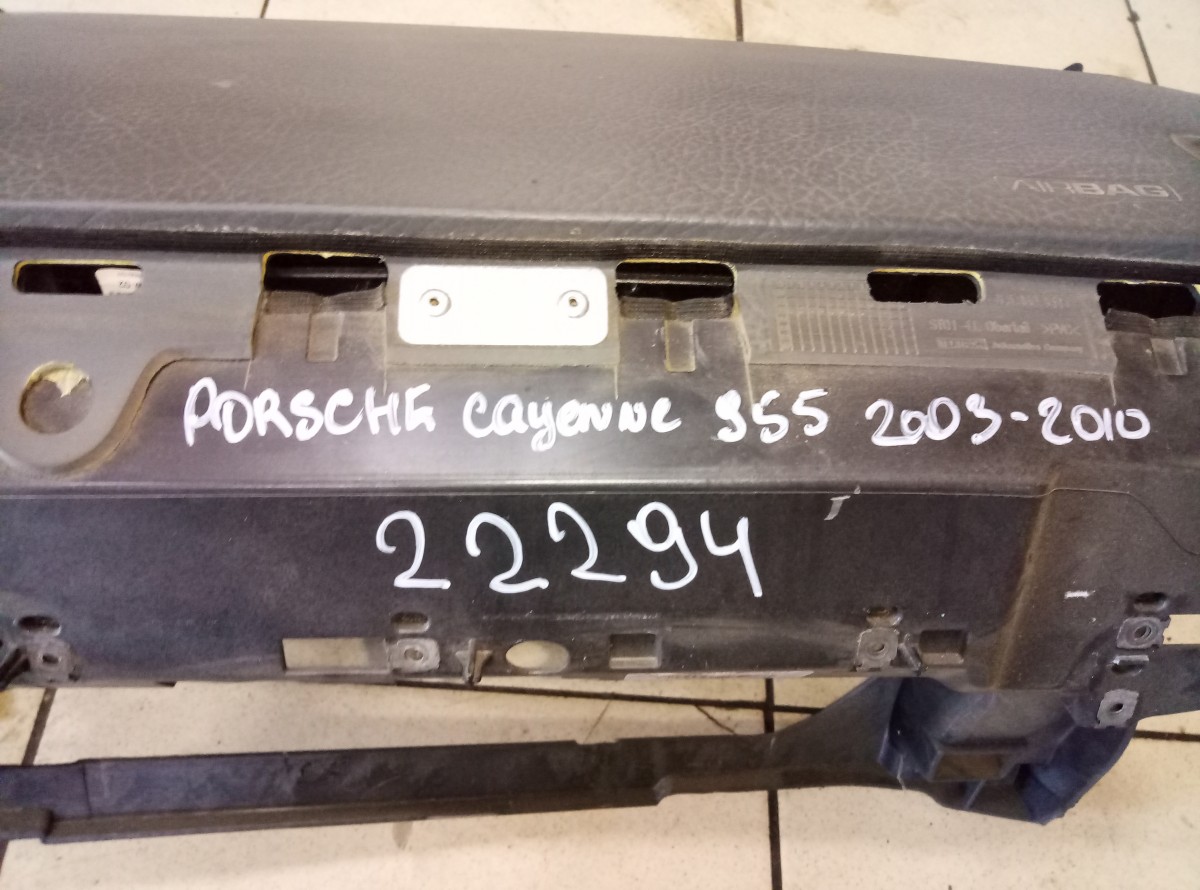 AIRBAG
PORSCHE Cayenne 955 2003-2010
22294